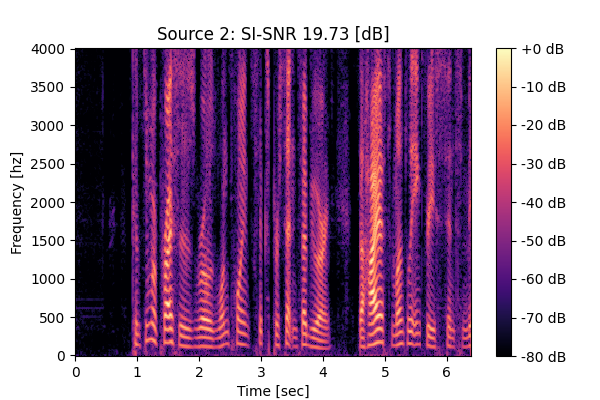 Source 2: SI-SNR 19.73 [dB]
4000
3500
3000
2500
2000
1500
1000
500
0
Frequency [hz]
0 1 2 3 4 5 6
Time [sec]
+0 dB
-10 dB
-20 dB
-30 dB
-40 dB
-50 dB
-60 dB
-70 dB
-80 dB